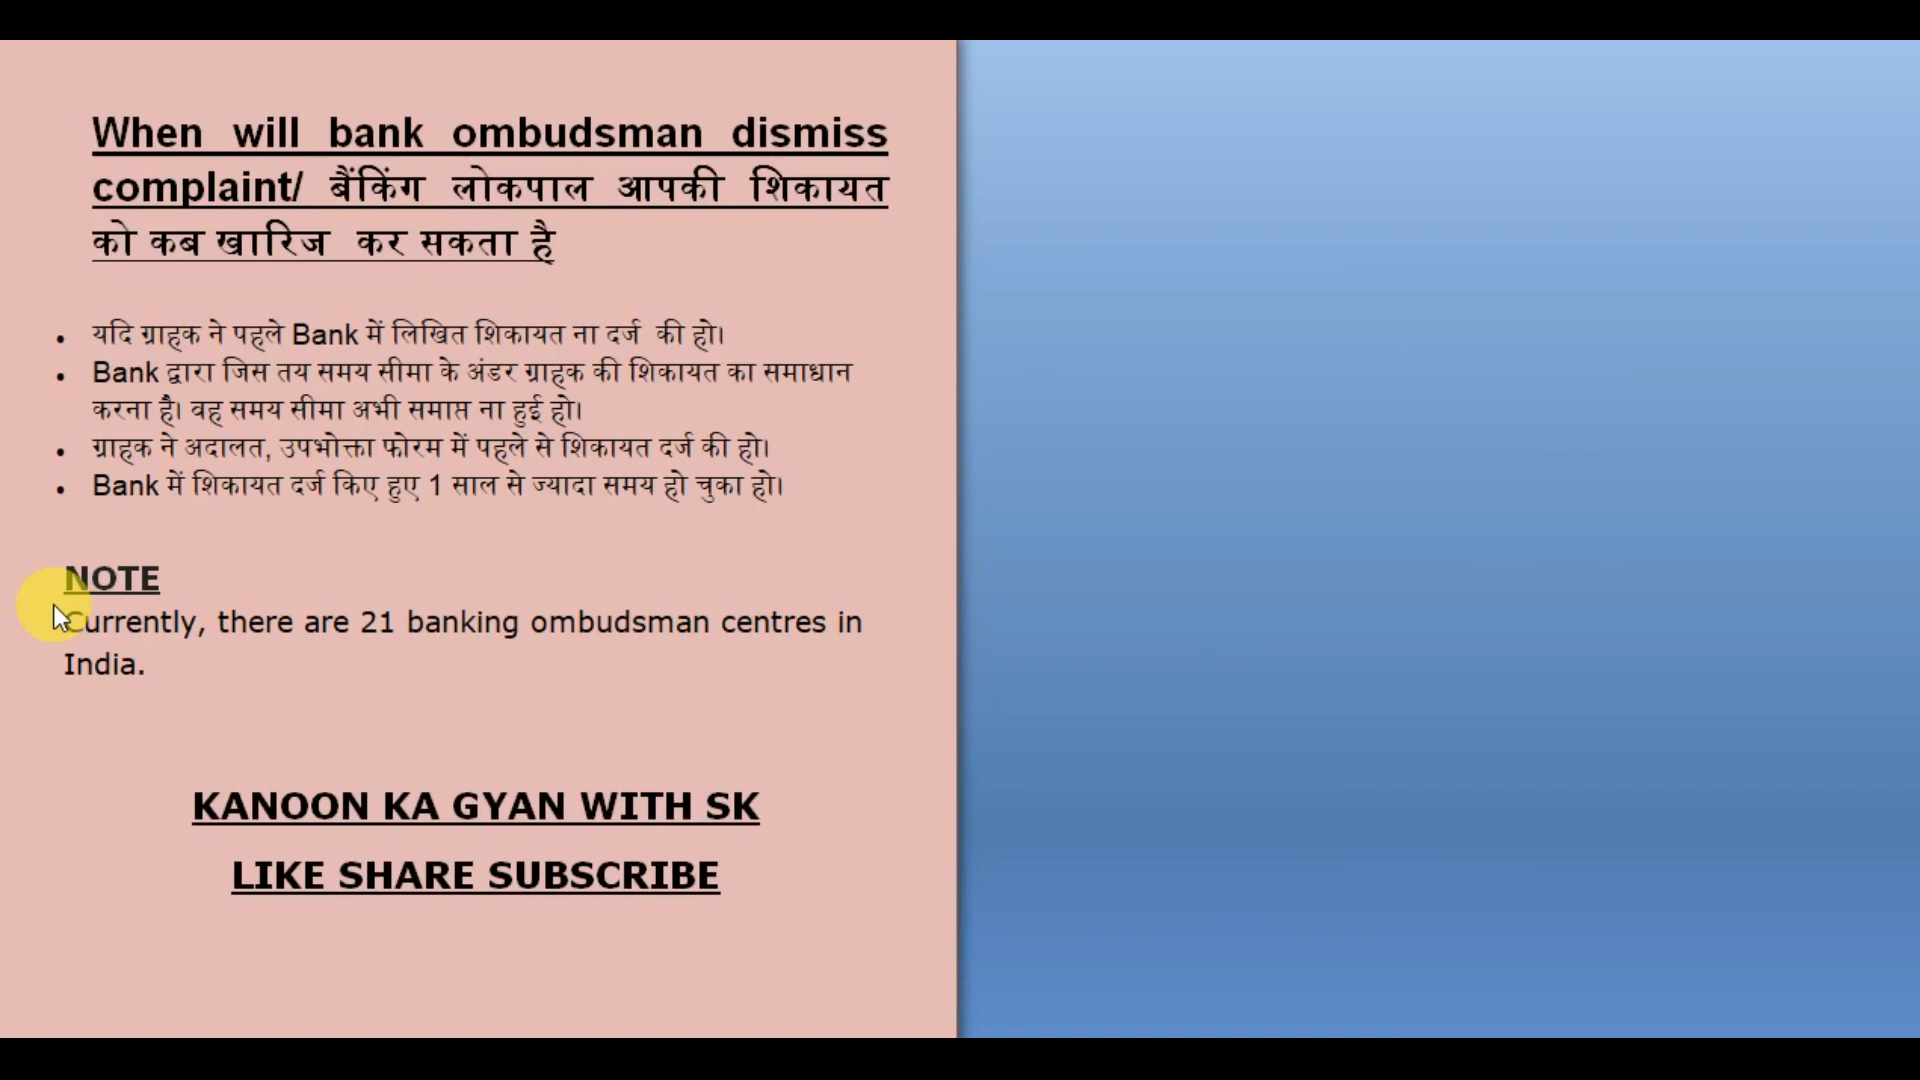 When will bank ombudsman dismiss
complaint/ बैंकिंग लोकपाल आपकी शिकायत
को कब खारिज कर सकता है
• यदि ग्राहक ने पहले Bank में लिखित शिकायत ना दर्ज की हो।
• Bank द्वारा जिस तय समय सीमा के अंडर ग्राहक की शिकायत का समाधान
करना है। वह समय सीमा अभी समाप्त ना हुई हो।
• ग्राहक ने अदालत, उपभोक्ता फोरम में पहले से शिकायत दर्ज की हो।
• Bank में शिकायत दर्ज किए हुए 1 साल से ज्यादा समय हो चुका हो।
NOTE
Currently, there are 21 banking ombudsman centres in
India.
KANOON KA GYAN WITH SK
LIKE SHARE SUBSCRIBE